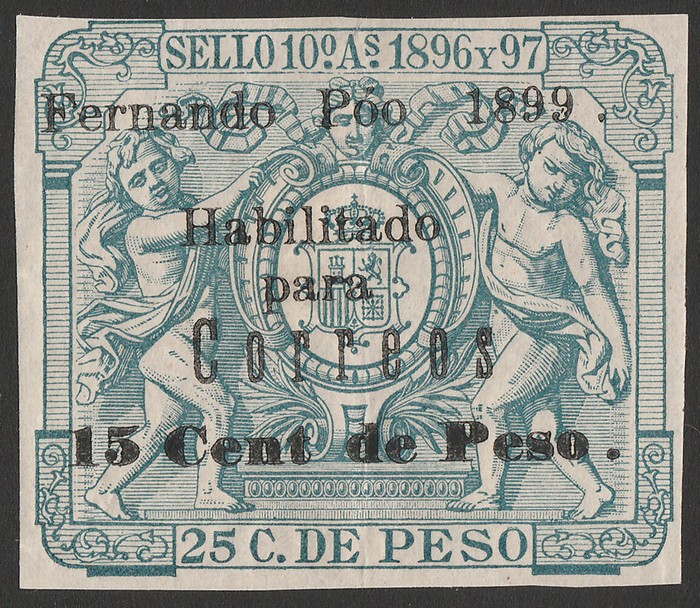 SELLO 10º. AS. 1896 Y 97
Fernando Póo 1899.
Habilitado
para
Correos
15 Cent de Peso.
25 C. DE PESO